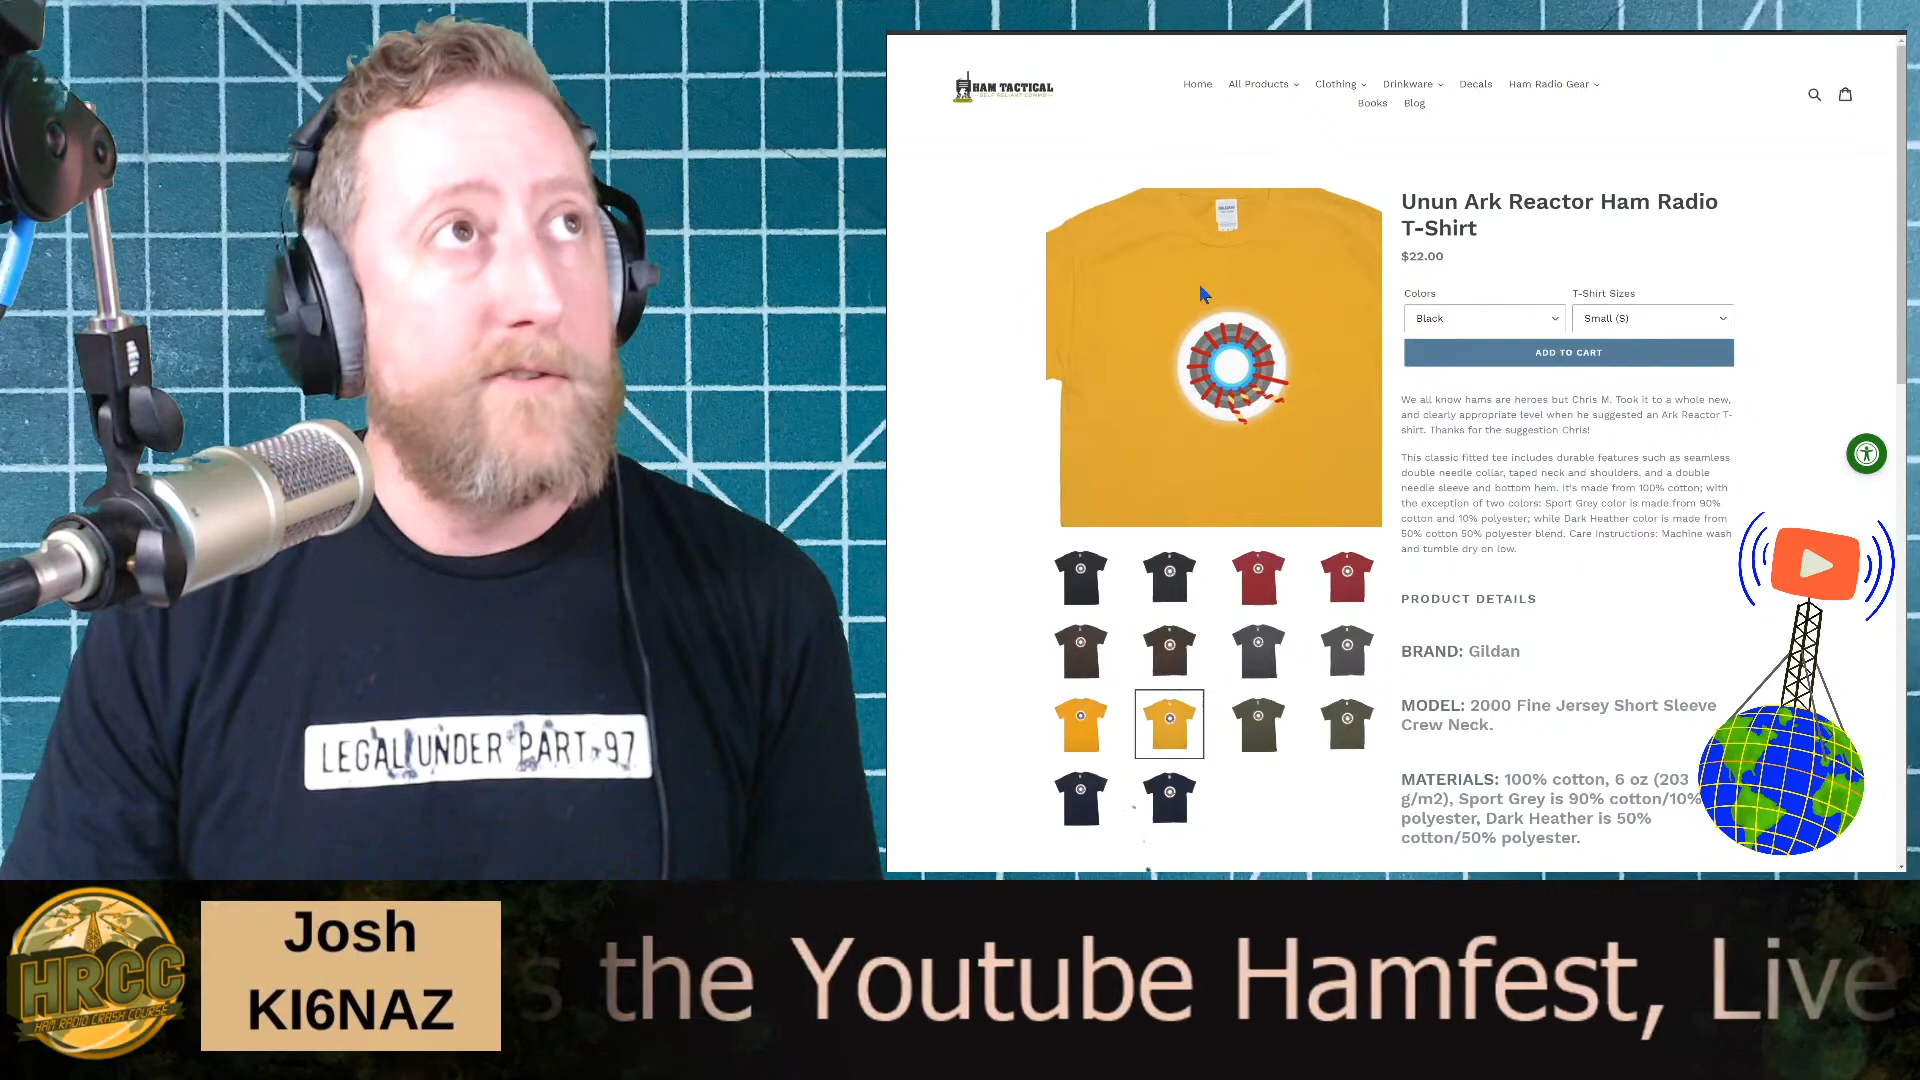 LEGAL UNDER PART 97
HAM TACTICAL
SELF RELIANT COMMS
Home
All Products
Clothing
Drinkware
Decals
Ham Radio Gear
Books
Blog
GILDAN
Unun Ark Reactor Ham Radio
T-Shirt
$22.00
Colors
T-Shirt Sizes
Black
Small (S)
ADD TO CART
We all know hams are heroes but Chris M. Took it to a whole new,
and clearly appropriate level when he suggested an Ark Reactor T-
shirt. Thanks for the suggestion Chris!
This classic fitted tee includes durable features such as seamless
double needle collar, taped neck and shoulders, and a double
needle sleeve and bottom hem. It's made from 100% cotton; with
the exception of two colors: Sport Grey color is made from 90%
cotton and 10% polyester; while Dark Heather color is made from
50% cotton 50% polyester blend. Care Instructions: Machine wash
and tumble dry on low.
PRODUCT DETAILS
BRAND: Gildan
MODEL: 2000 Fine Jersey Short Sleeve
Crew Neck.
MATERIALS: 100% cotton, 6 oz (203
g/m2), Sport Grey is 90% cotton/10%
polyester, Dark Heather is 50%
cotton/50% polyester.
HRCC
HAM RADIO CRASH COURSE
Josh
KI6NAZ
s the Youtube Hamfest, Live